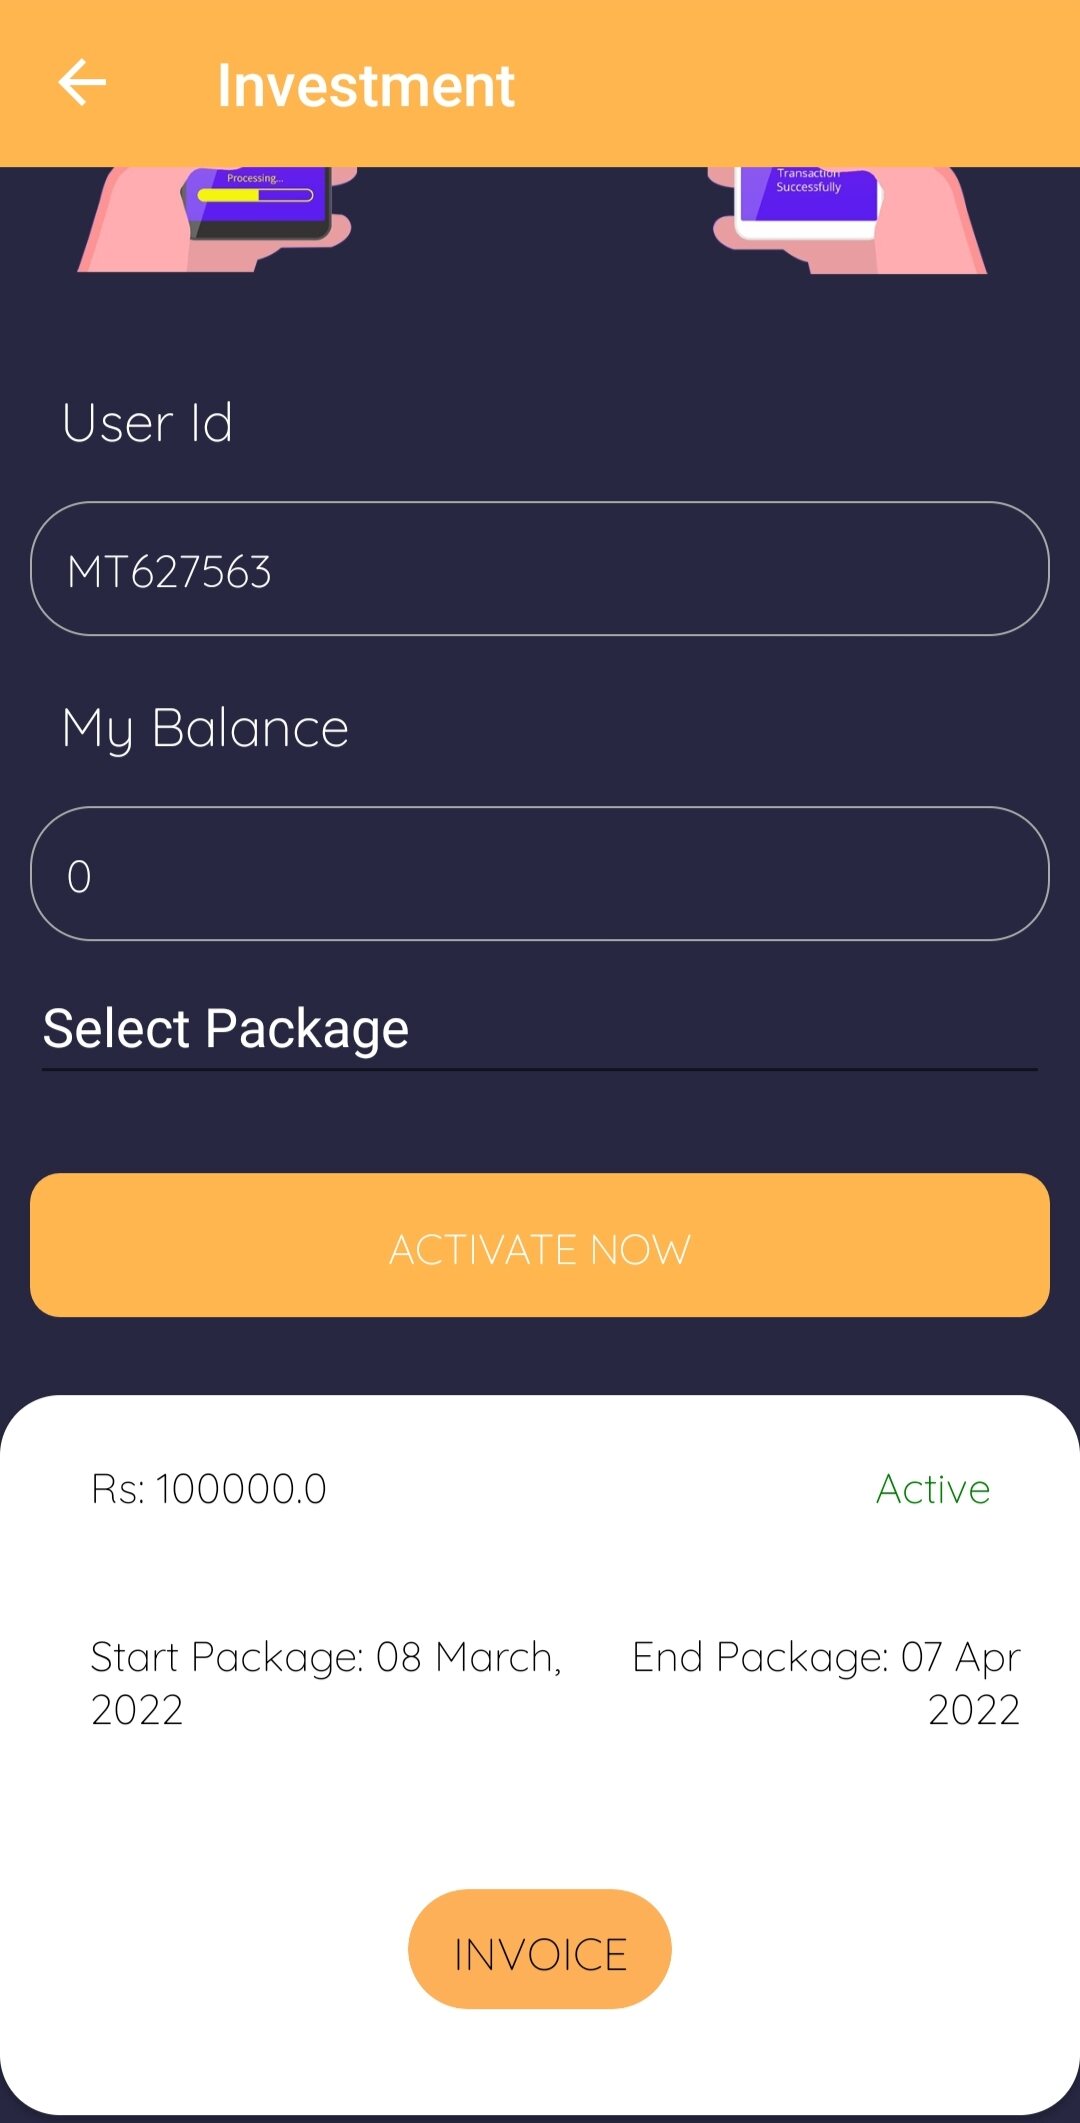 Investment
Processing...
Transaction
Successfully
User Id
MT627563
My Balance
0
Select Package
ACTIVATE NOW
Rs: 100000.0
Active
Start Package: 08 March,
2022
End Package: 07 Apr
2022
INVOICE